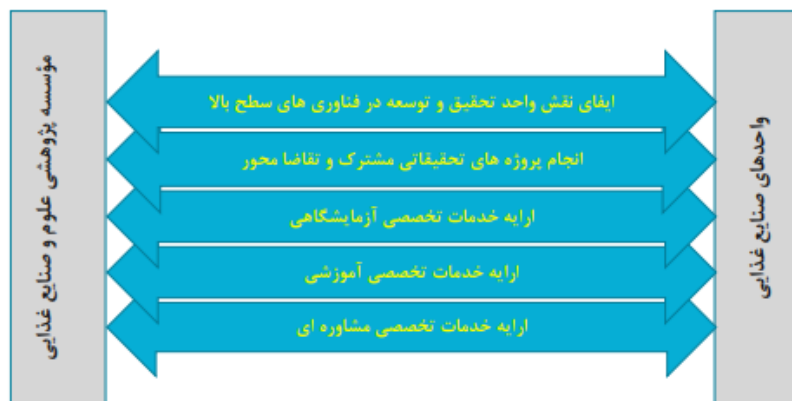 واحدهای صنایع غذایی
ایفای نقش واحد تحقیق و توسعه در فناوری های سطح بالا
انجام پروژه های تحقیقاتی مشترک و تقاضا محور
ارایه خدمات تخصصی آزمایشگاهی
ارایه خدمات تخصصی آموزشی
ارایه خدمات تخصصی مشاوره ای
مؤسسه پژوهشی علوم و صنایع غذایی